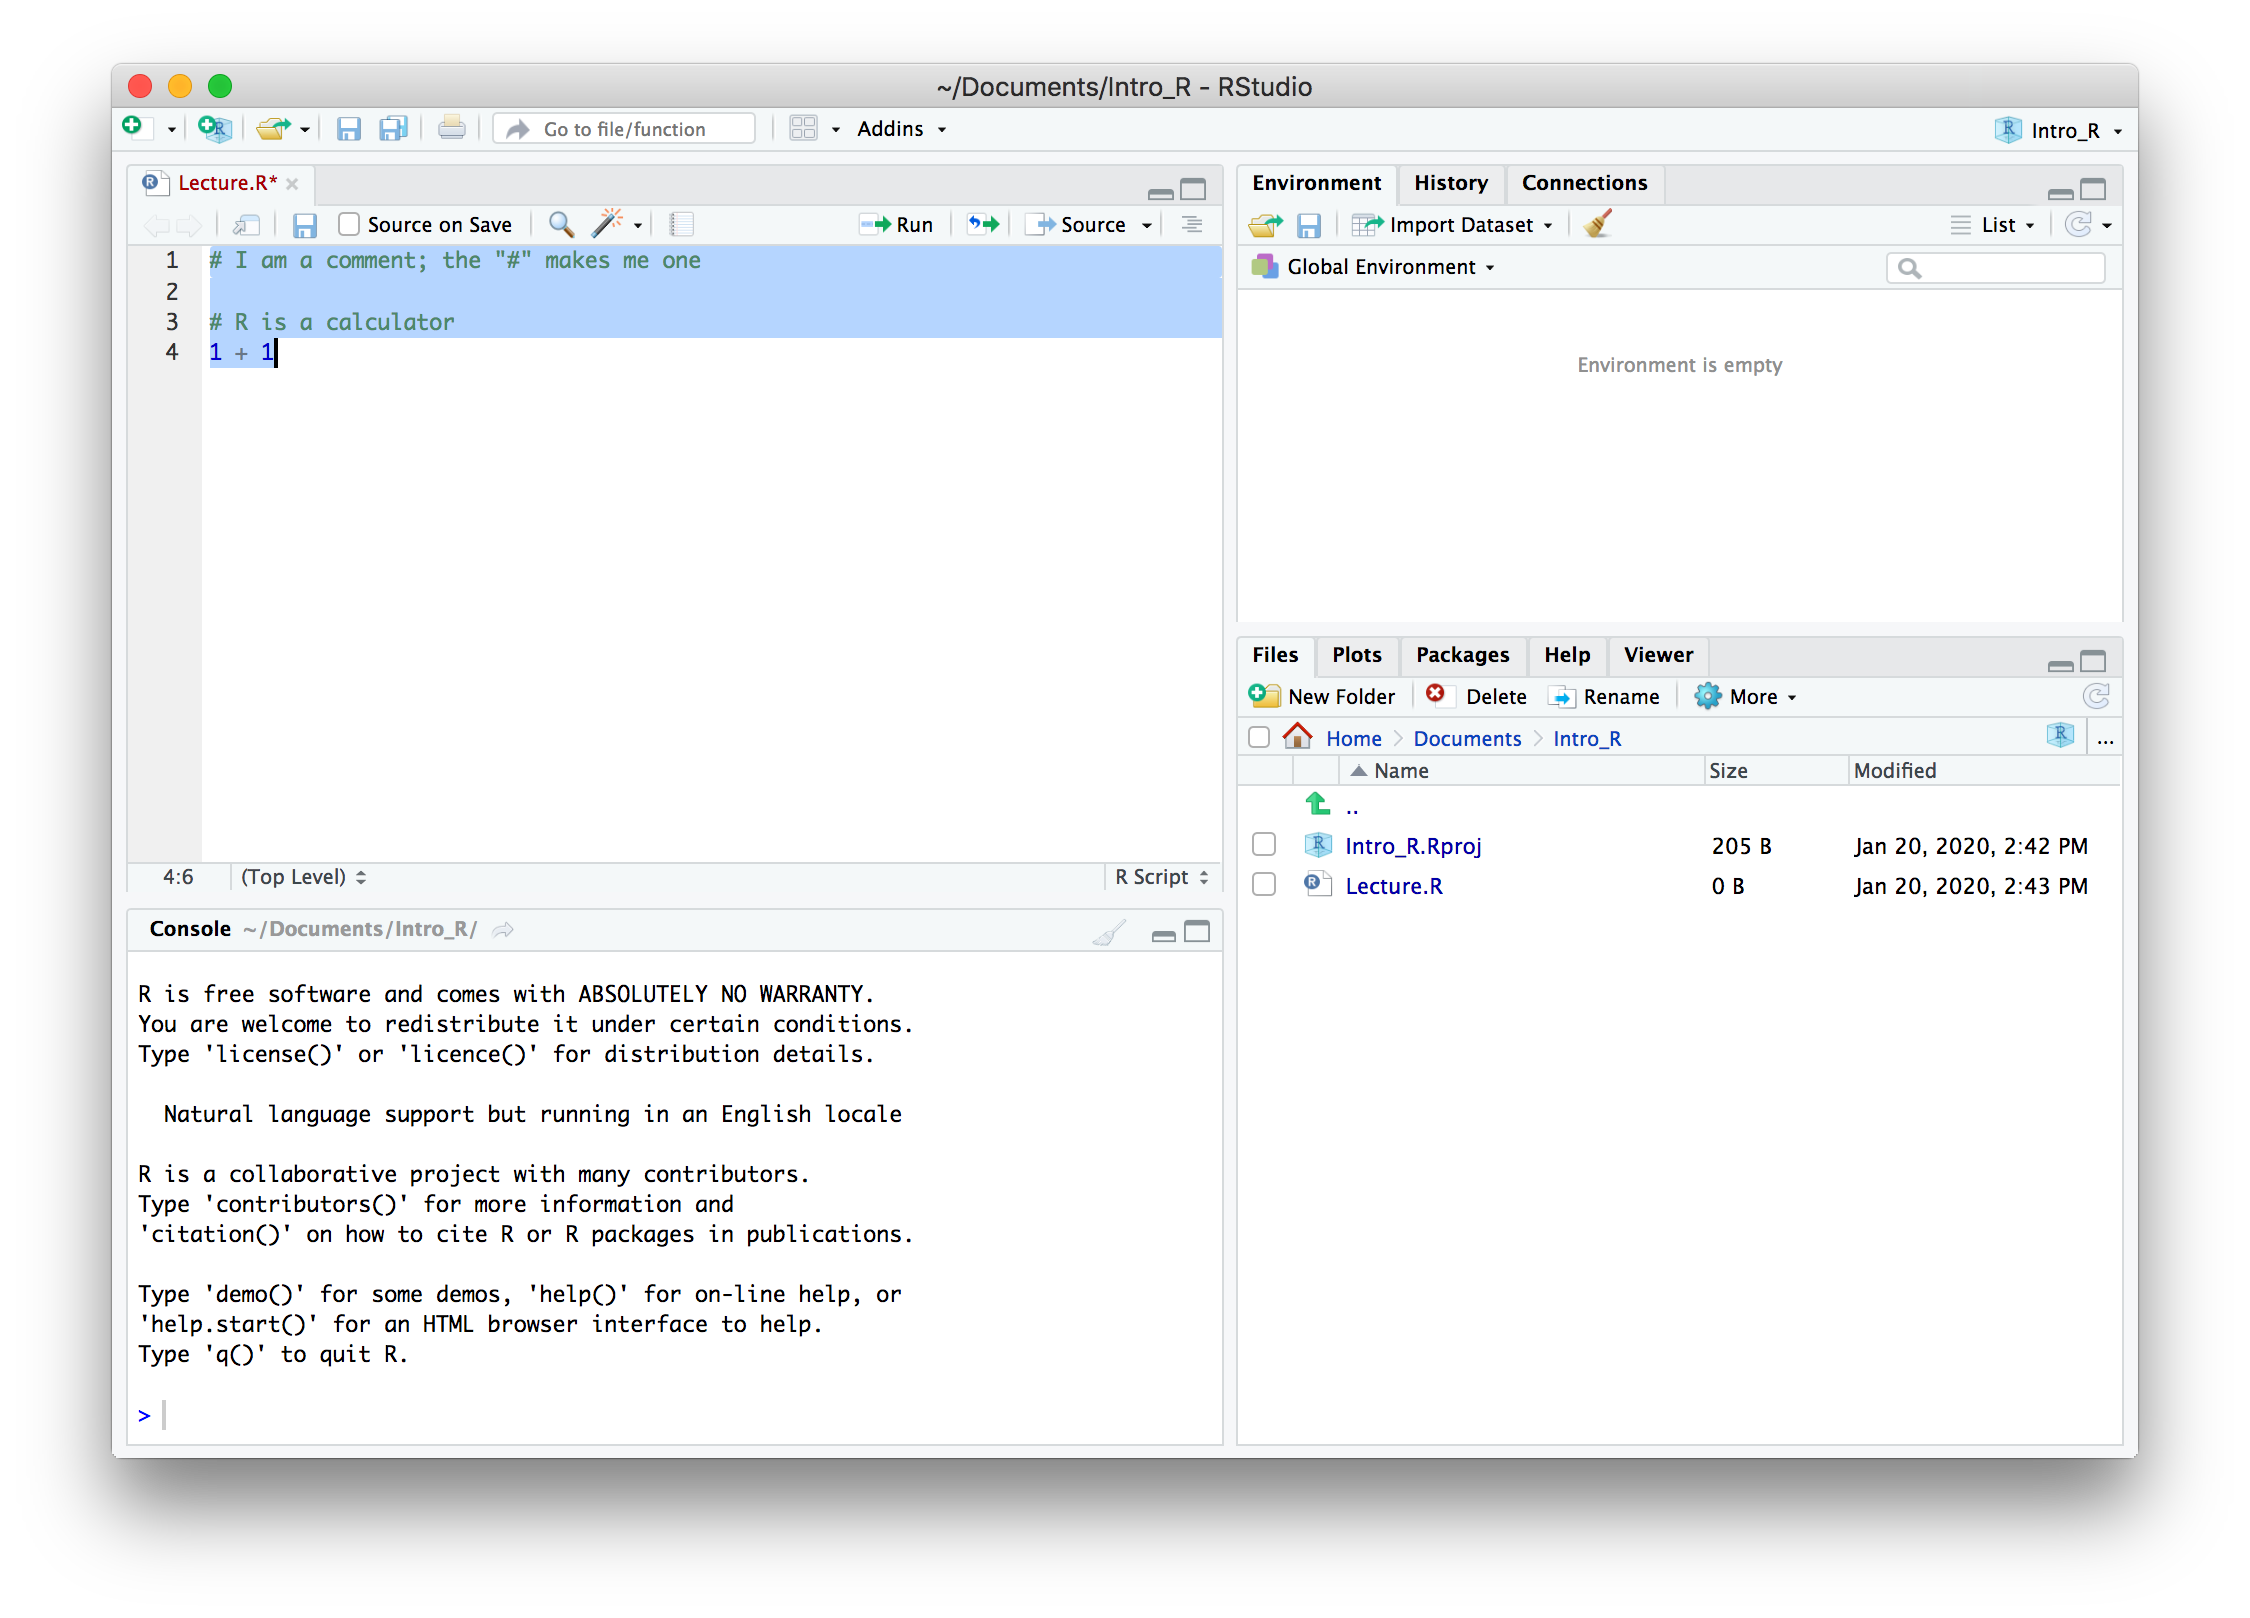 ~/Documents/Intro_R - RStudio
Go to file/function
Addins
Intro_R
Lecture.R*
Source on Save
Run
Source
1 # I am a comment; the "#" makes me one
2
3 # R is a calculator
4 1 + 1
4:6 (Top Level) R Script
Console ~/Documents/Intro_R/
R is free software and comes with ABSOLUTELY NO WARRANTY.
You are welcome to redistribute it under certain conditions.
Type 'license()' or 'licence()' for distribution details.
Natural language support but running in an English locale
R is a collaborative project with many contributors.
Type 'contributors()' for more information and
'citation()' on how to cite R or R packages in publications.
Type 'demo()' for some demos, 'help()' for on-line help, or
'help.start()' for an HTML browser interface to help.
Type 'q()' to quit R.
>
Environment History Connections
Import Dataset List
Global Environment
Environment is empty
Files Plots Packages Help Viewer
New Folder Delete Rename More
Home Documents Intro_R ...
Name Size Modified
..
Intro_R.Rproj 205 B Jan 20, 2020, 2:42 PM
Lecture.R 0 B Jan 20, 2020, 2:43 PM